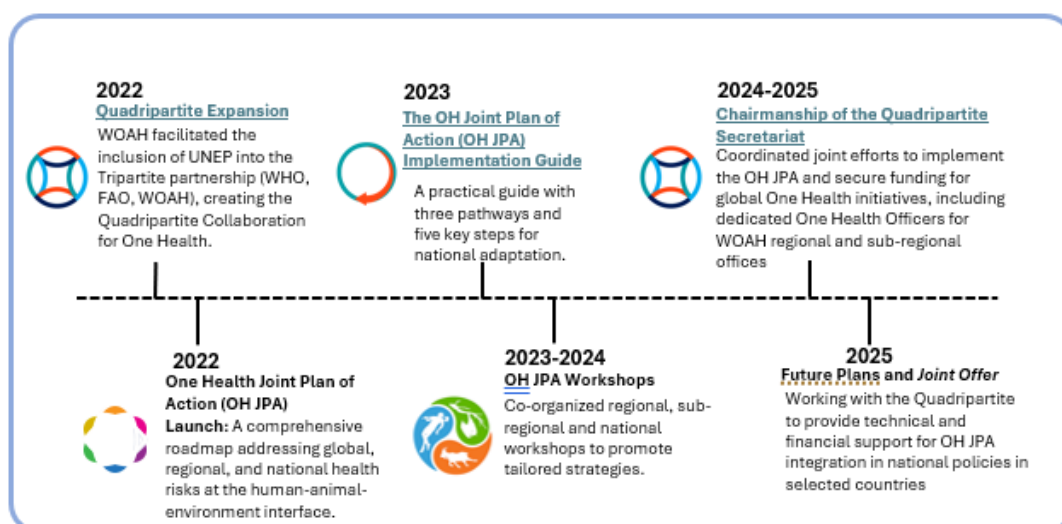 2022
Quadripartite Expansion
WOAH facilitated the
inclusion of UNEP into the
Tripartite partnership (WHO,
FAO, WOAH), creating the
Quadripartite Collaboration
for One Health.
2023
The OH Joint Plan of
Action (OH JPA)
Implementation Guide
A practical guide with
three pathways and
five key steps for
national adaptation.
2024-2025
Chairmanship of the Quadripartite
Secretariat
Coordinated joint efforts to implement
the OH JPA and secure funding for
global One Health initiatives, including
dedicated One Health Officers for
WOAH regional and sub-regional
offices
2022
One Health Joint Plan of
Action (OH JPA)
Launch: A comprehensive
roadmap addressing global,
regional, and national health
risks at the human-animal-
environment interface.
2023-2024
OH JPA Workshops
Co-organized regional, sub-
regional and national
workshops to promote
tailored strategies.
2025
Future Plans and Joint Offer
Working with the Quadripartite
to provide technical and
financial support for OH JPA
integration in national policies in
selected countries